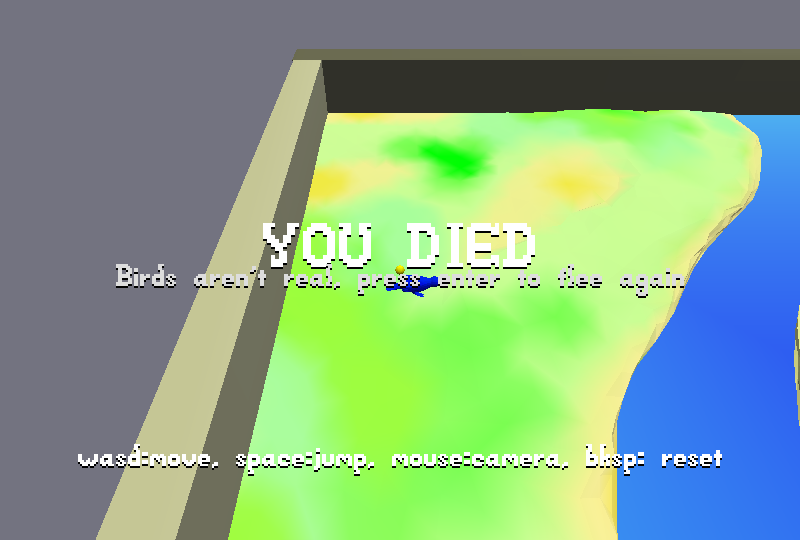 YOU DIED
Birds aren't real, press enter to flee again
wasd:move, space:jump, mouse:camera, bksp: reset